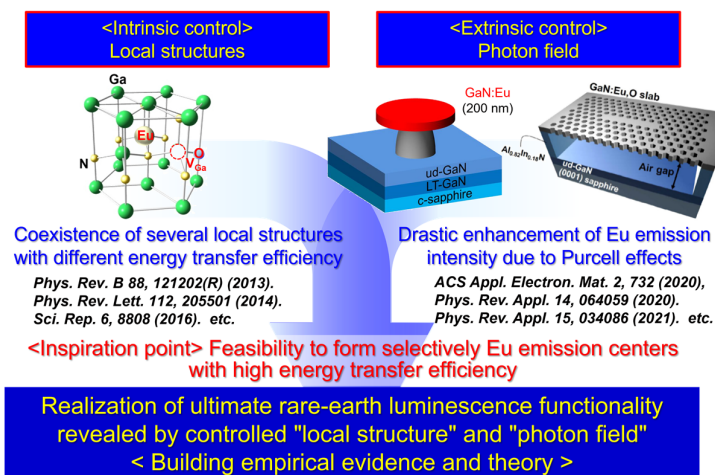 <Intrinsic control>
Local structures
<Extrinsic control>
Photon field
Ga
Eu
O
N
VGa
GaN:Eu
(200 nm)
ud-GaN
LT-GaN
c-sapphire
GaN:Eu,O slab
Al0.82In0.18N
Air gap
ud-GaN
(0001) sapphire
Coexistence of several local structures
with different energy transfer efficiency
Phys. Rev. B 88, 121202(R) (2013).
Phys. Rev. Lett. 112, 205501 (2014).
Sci. Rep. 6, 8808 (2016). etc.
Drastic enhancement of Eu emission
intensity due to Purcell effects
ACS Appl. Electron. Mat. 2, 732 (2020),
Phys. Rev. Appl. 14, 064059 (2020).
Phys. Rev. Appl. 15, 034086 (2021). etc.
<Inspiration point> Feasibility to form selectively Eu emission centers
with high energy transfer efficiency
Realization of ultimate rare-earth luminescence functionality
revealed by controlled "local structure" and "photon field"
< Building empirical evidence and theory >